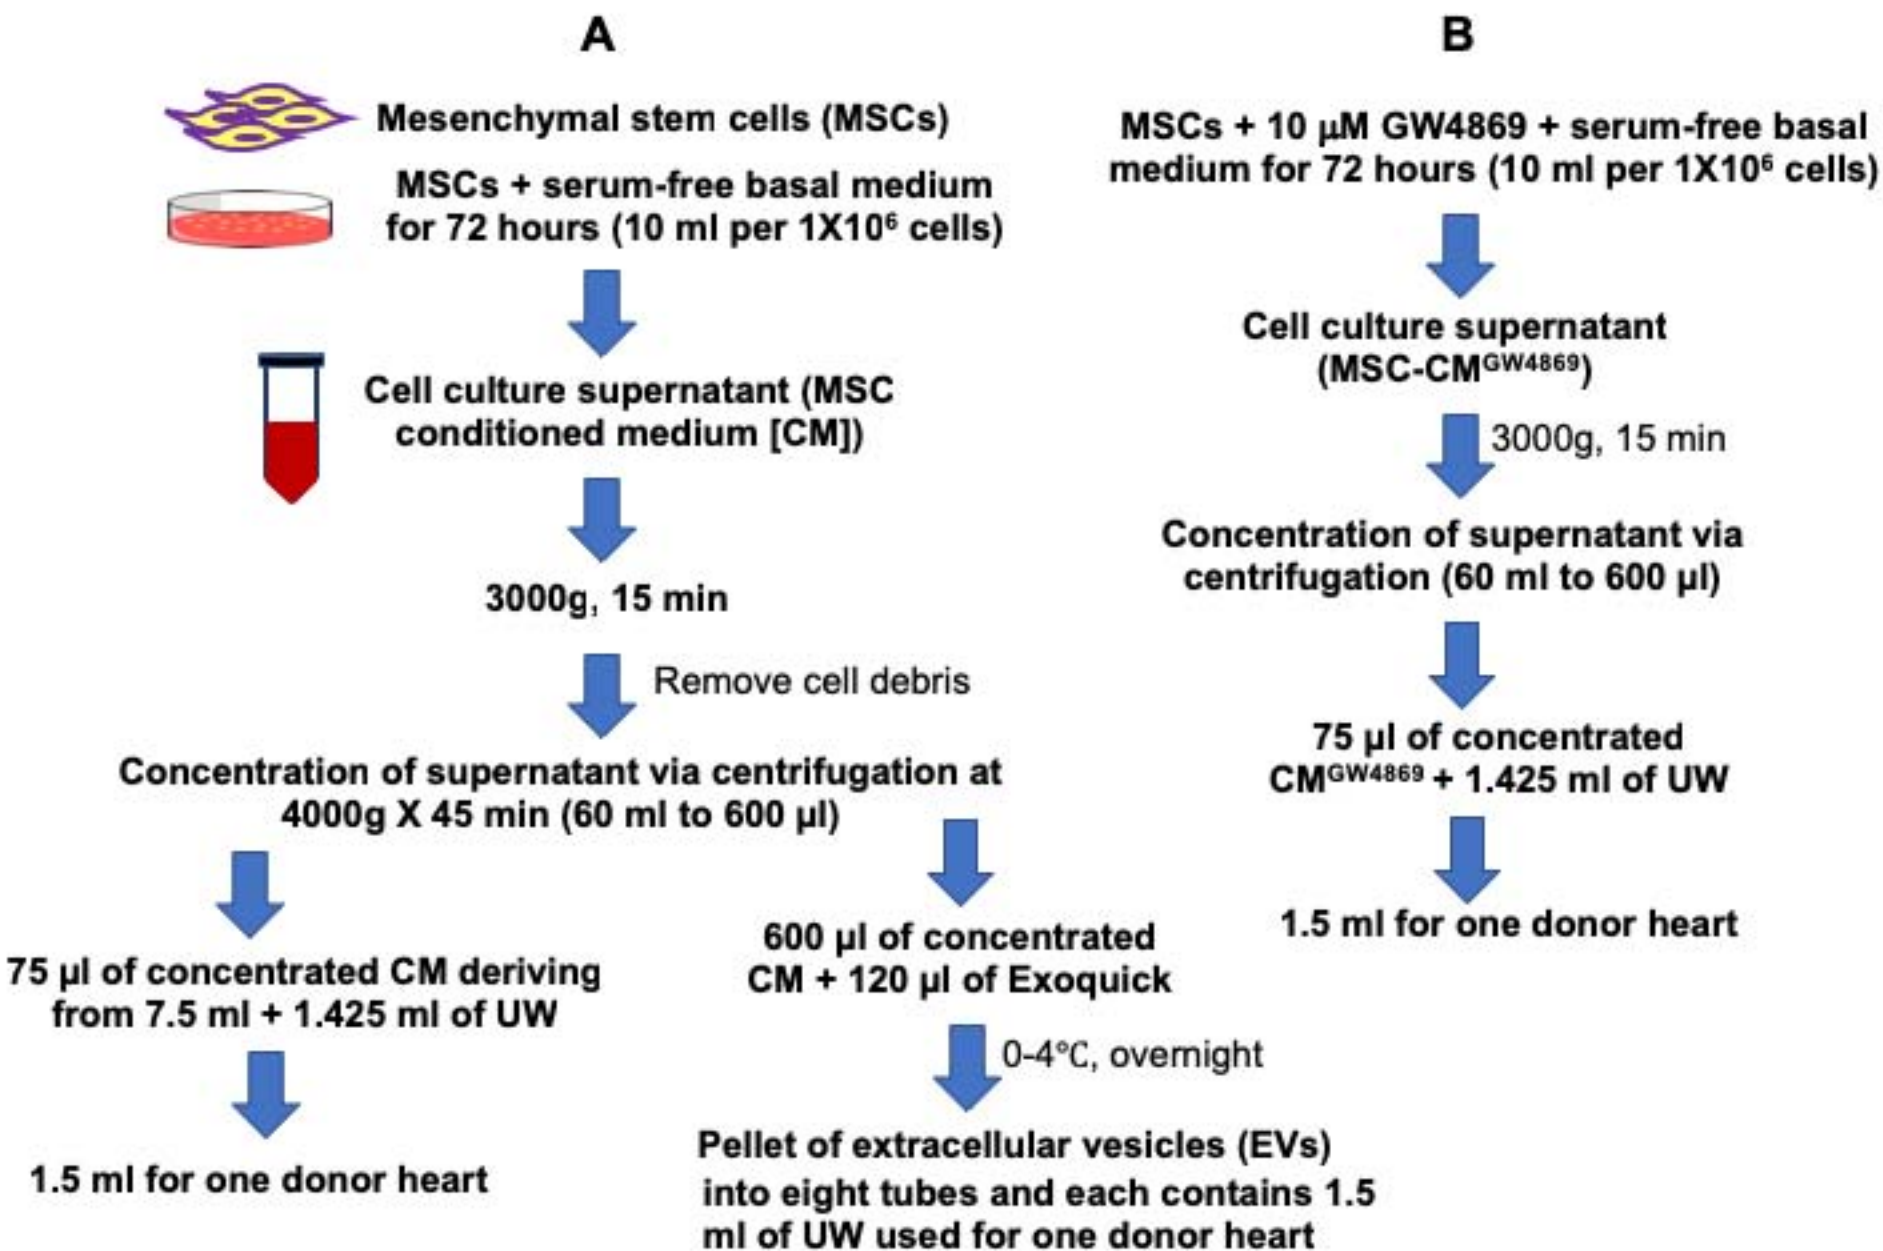 A
Mesenchymal stem cells (MSCs)
MSCs + serum-free basal medium
for 72 hours (10 ml per 1X10⁶ cells)
Cell culture supernatant (MSC
conditioned medium [CM])
3000g, 15 min
Remove cell debris
Concentration of supernatant via centrifugation at
4000g X 45 min (60 ml to 600 µl)
75 µl of concentrated CM deriving
from 7.5 ml + 1.425 ml of UW
1.5 ml for one donor heart
600 µl of concentrated
CM + 120 µl of Exoquick
0-4°C, overnight
Pellet of extracellular vesicles (EVs)
into eight tubes and each contains 1.5
ml of UW used for one donor heart
B
MSCs + 10 µM GW4869 + serum-free basal
medium for 72 hours (10 ml per 1X10⁶ cells)
Cell culture supernatant
(MSC-CMGW4869)
3000g, 15 min
Concentration of supernatant via
centrifugation (60 ml to 600 µl)
75 µl of concentrated
CMGW4869 + 1.425 ml of UW
1.5 ml for one donor heart